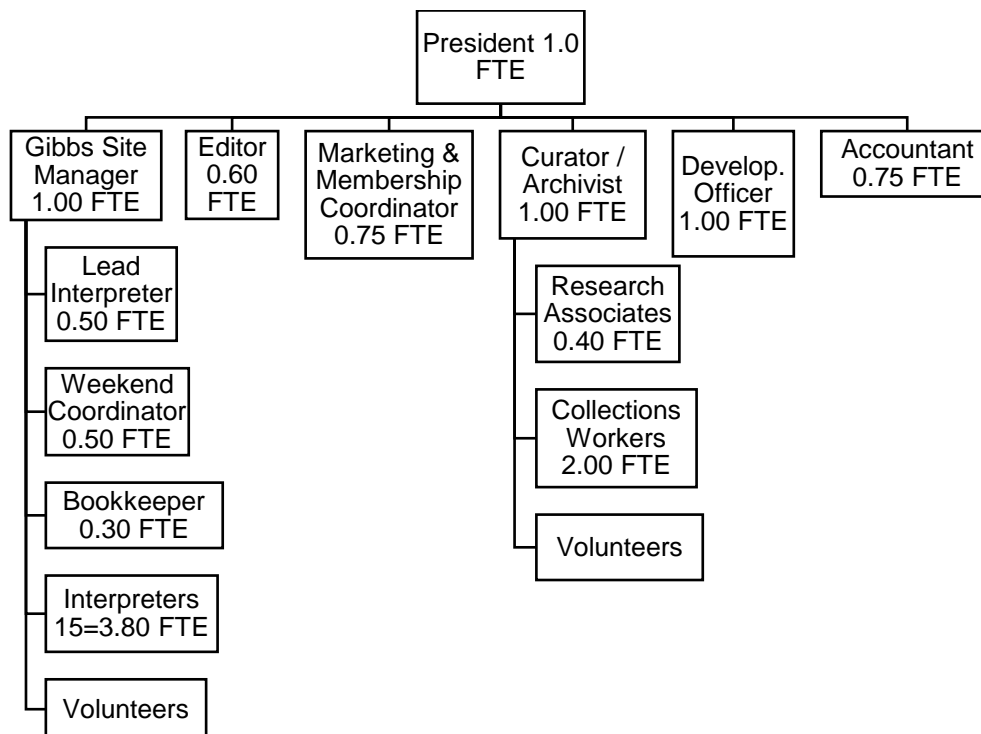 President 1.0
FTE
Gibbs Site
Manager
1.00 FTE
Editor
0.60
FTE
Marketing &
Membership
Coordinator
0.75 FTE
Curator /
Archivist
1.00 FTE
Develop.
Officer
1.00 FTE
Accountant
0.75 FTE
Lead
Interpreter
0.50 FTE
Weekend
Coordinator
0.50 FTE
Bookkeeper
0.30 FTE
Interpreters
15=3.80 FTE
Volunteers
Research
Associates
0.40 FTE
Collections
Workers
2.00 FTE
Volunteers